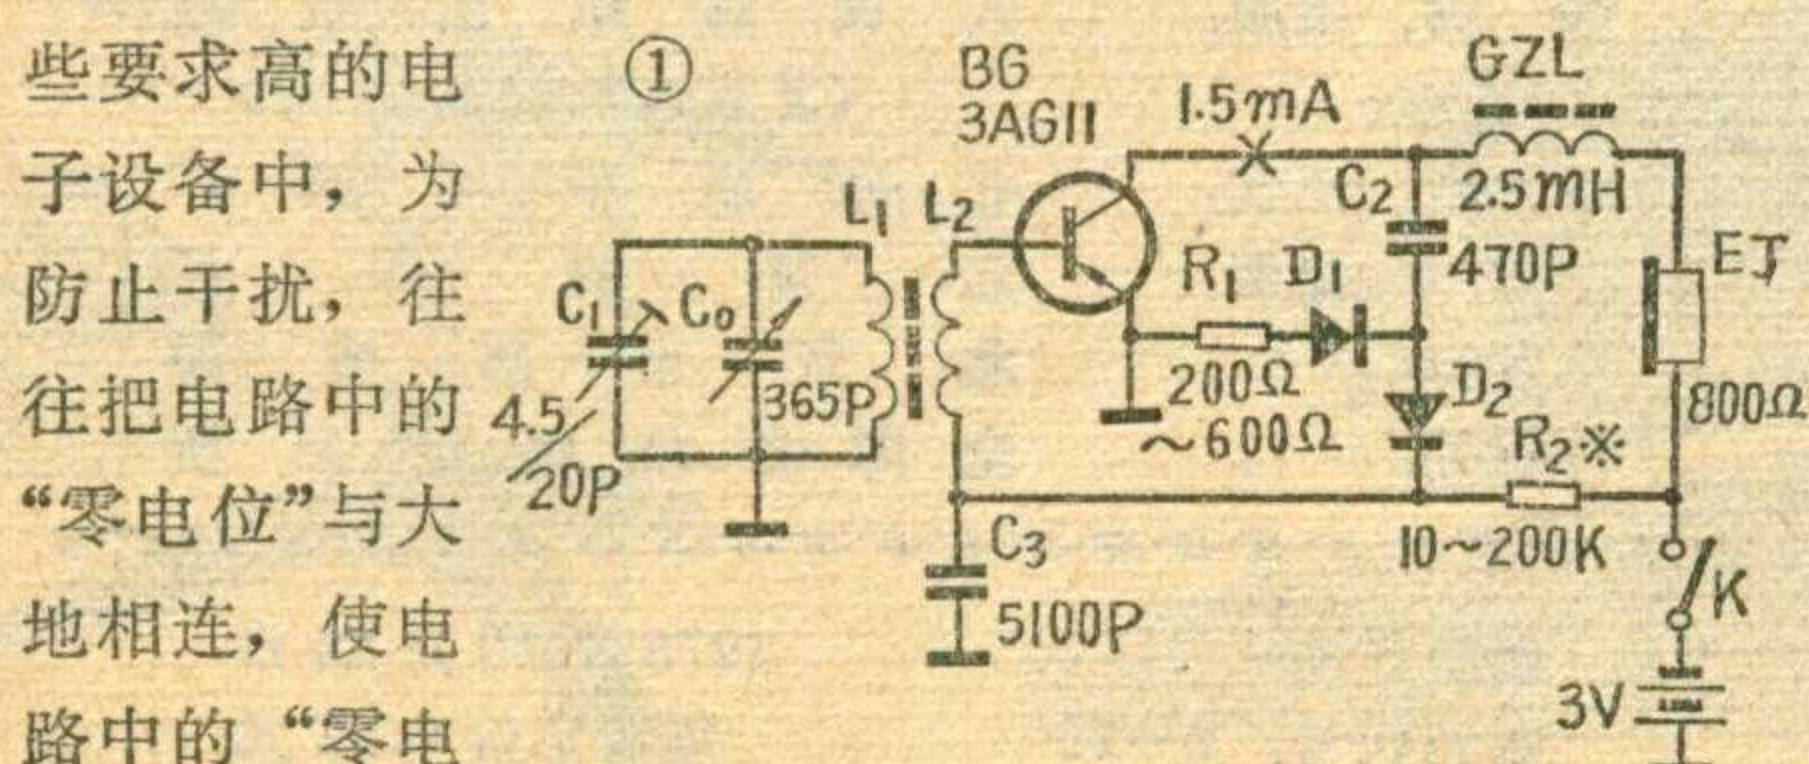 些要求高的电
子设备中，为
防止干扰，往
往把电路中的
“零电位”与大
地相连，使电
路中的“零电
①
BG
3AG11
1.5mA
GZL
2.5mH
C2
470P
EJ
800Ω
L1 L2
C1
C0
4.5/20P
365P
R1 D1
200Ω
～600Ω
D2
R2※
10～200K
C3
5100P
K
3V